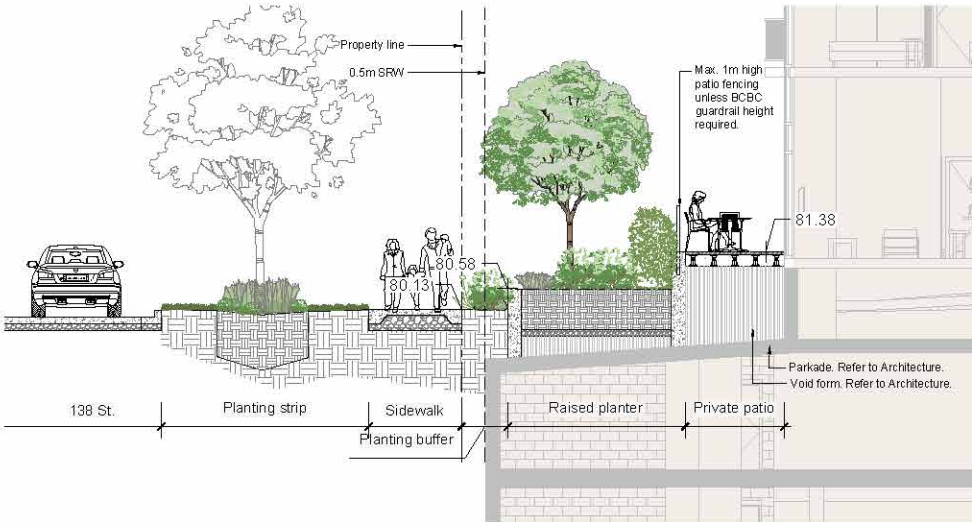 Property line
0.5m SRW
Max. 1m high
patio fencing
unless BCBC
guardrail height
required.
81.38
80.58
80.13
Parkade. Refer to Architecture.
Void form. Refer to Architecture.
138 St.
Planting strip
Sidewalk
Raised planter
Private patio
Planting buffer